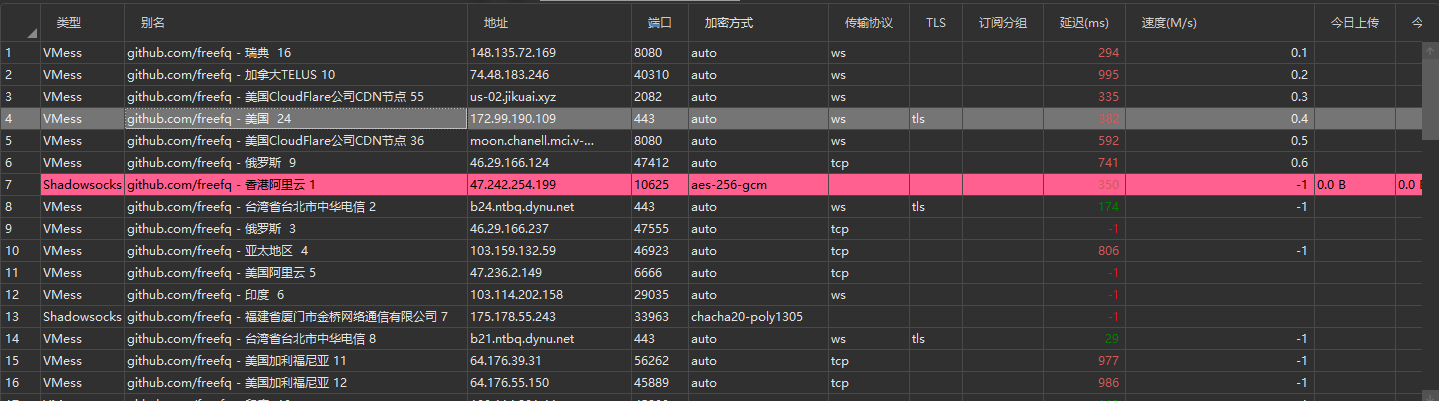 类型 别名 地址 端口 加密方式 传输协议 TLS 订阅分组 延迟(ms) 速度(M/s) 今日上传 今
1 VMess github.com/freefq - 瑞典 16 148.135.72.169 8080 auto ws 294 0.1
2 VMess github.com/freefq - 加拿大TELUS 10 74.48.183.246 40310 auto ws 995 0.2
3 VMess github.com/freefq - 美国CloudFlare公司CDN节点 55 us-02.jikuai.xyz 2082 auto ws 335 0.3
4 VMess github.com/freefq - 美国 24 172.99.190.109 443 auto ws tls 382 0.4
5 VMess github.com/freefq - 美国CloudFlare公司CDN节点 36 moon.chanell.mci.v-... 8080 auto ws 592 0.5
6 VMess github.com/freefq - 俄罗斯 9 46.29.166.124 47412 auto tcp 741 0.6
7 Shadowsocks github.com/freefq - 香港阿里云 1 47.242.254.199 10625 aes-256-gcm 350 -1 0.0 B 0.0 B
8 VMess github.com/freefq - 台湾省台北市中华电信 2 b24.ntbq.dynu.net 443 auto ws tls 174 -1
9 VMess github.com/freefq - 俄罗斯 3 46.29.166.237 47555 auto tcp -1
10 VMess github.com/freefq - 亚太地区 4 103.159.132.59 46923 auto tcp 806 -1
11 VMess github.com/freefq - 美国阿里云 5 47.236.2.149 6666 auto tcp -1
12 VMess github.com/freefq - 印度 6 103.114.202.158 29035 auto ws -1
13 Shadowsocks github.com/freefq - 福建省厦门市金桥网络通信有限公司 7 175.178.55.243 33963 chacha20-poly1305 -1
14 VMess github.com/freefq - 台湾省台北市中华电信 8 b21.ntbq.dynu.net 443 auto ws tls 29 -1
15 VMess github.com/freefq - 美国加利福尼亚 11 64.176.39.31 56262 auto tcp 977 -1
16 VMess github.com/freefq - 美国加利福尼亚 12 64.176.55.150 45889 auto tcp 986 -1